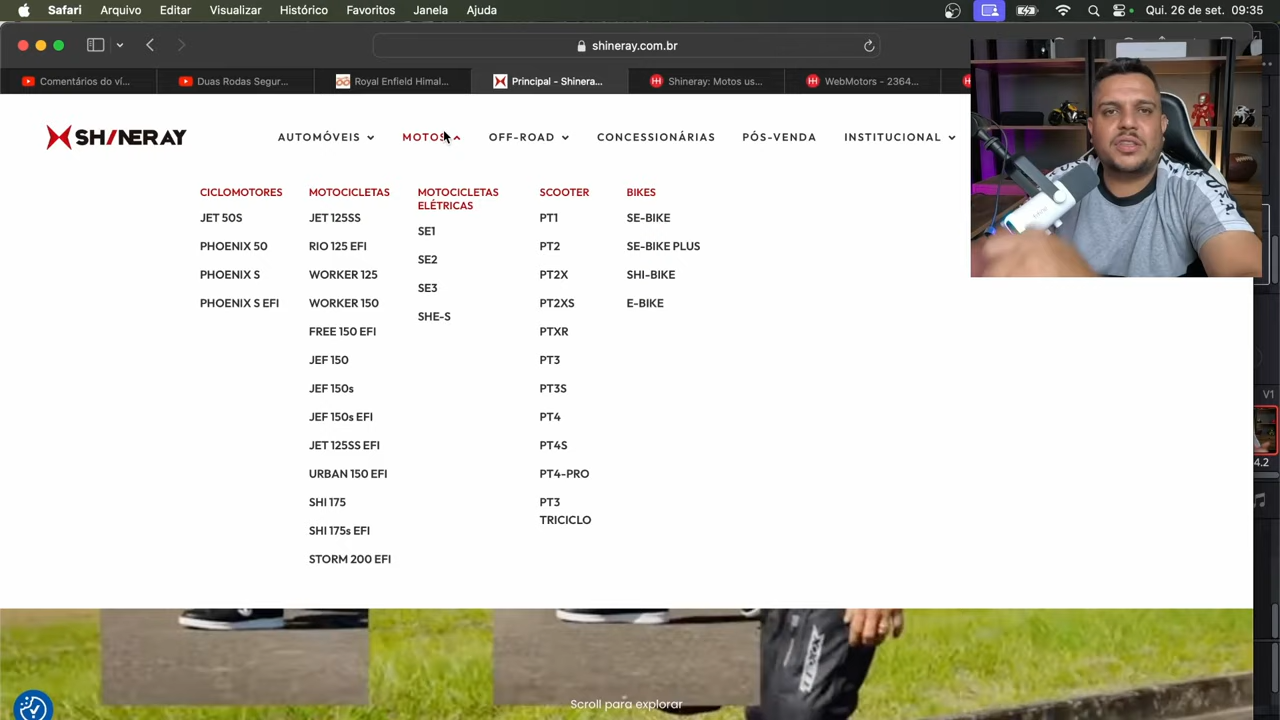 Safari Arquivo Editar Visualizar Histórico Favoritos Janela Ajuda Qui. 26 de set. 09:35
shineray.com.br
Comentários do ví... Duas Rodas Segur... Royal Enfield Himal... Principal - Shinera... Shineray: Motos us... WebMotors - 2364...
SHINERAY AUTOMÓVEIS MOTOS OFF-ROAD CONCESSIONÁRIAS PÓS-VENDA INSTITUCIONAL
CICLOMOTORES
JET 50S
PHOENIX 50
PHOENIX S
PHOENIX S EFI
MOTOCICLETAS
JET 125SS
RIO 125 EFI
WORKER 125
WORKER 150
FREE 150 EFI
JEF 150
JEF 150s
JEF 150s EFI
JET 125SS EFI
URBAN 150 EFI
SHI 175
SHI 175s EFI
STORM 200 EFI
MOTOCICLETAS
ELÉTRICAS
SE1
SE2
SE3
SHE-S
SCOOTER
PT1
PT2
PT2X
PT2XS
PTXR
PT3
PT3S
PT4
PT4S
PT4-PRO
PT3
TRICICLO
BIKES
SE-BIKE
SE-BIKE PLUS
SHI-BIKE
E-BIKE
V1
4.2
Scroll para explorar